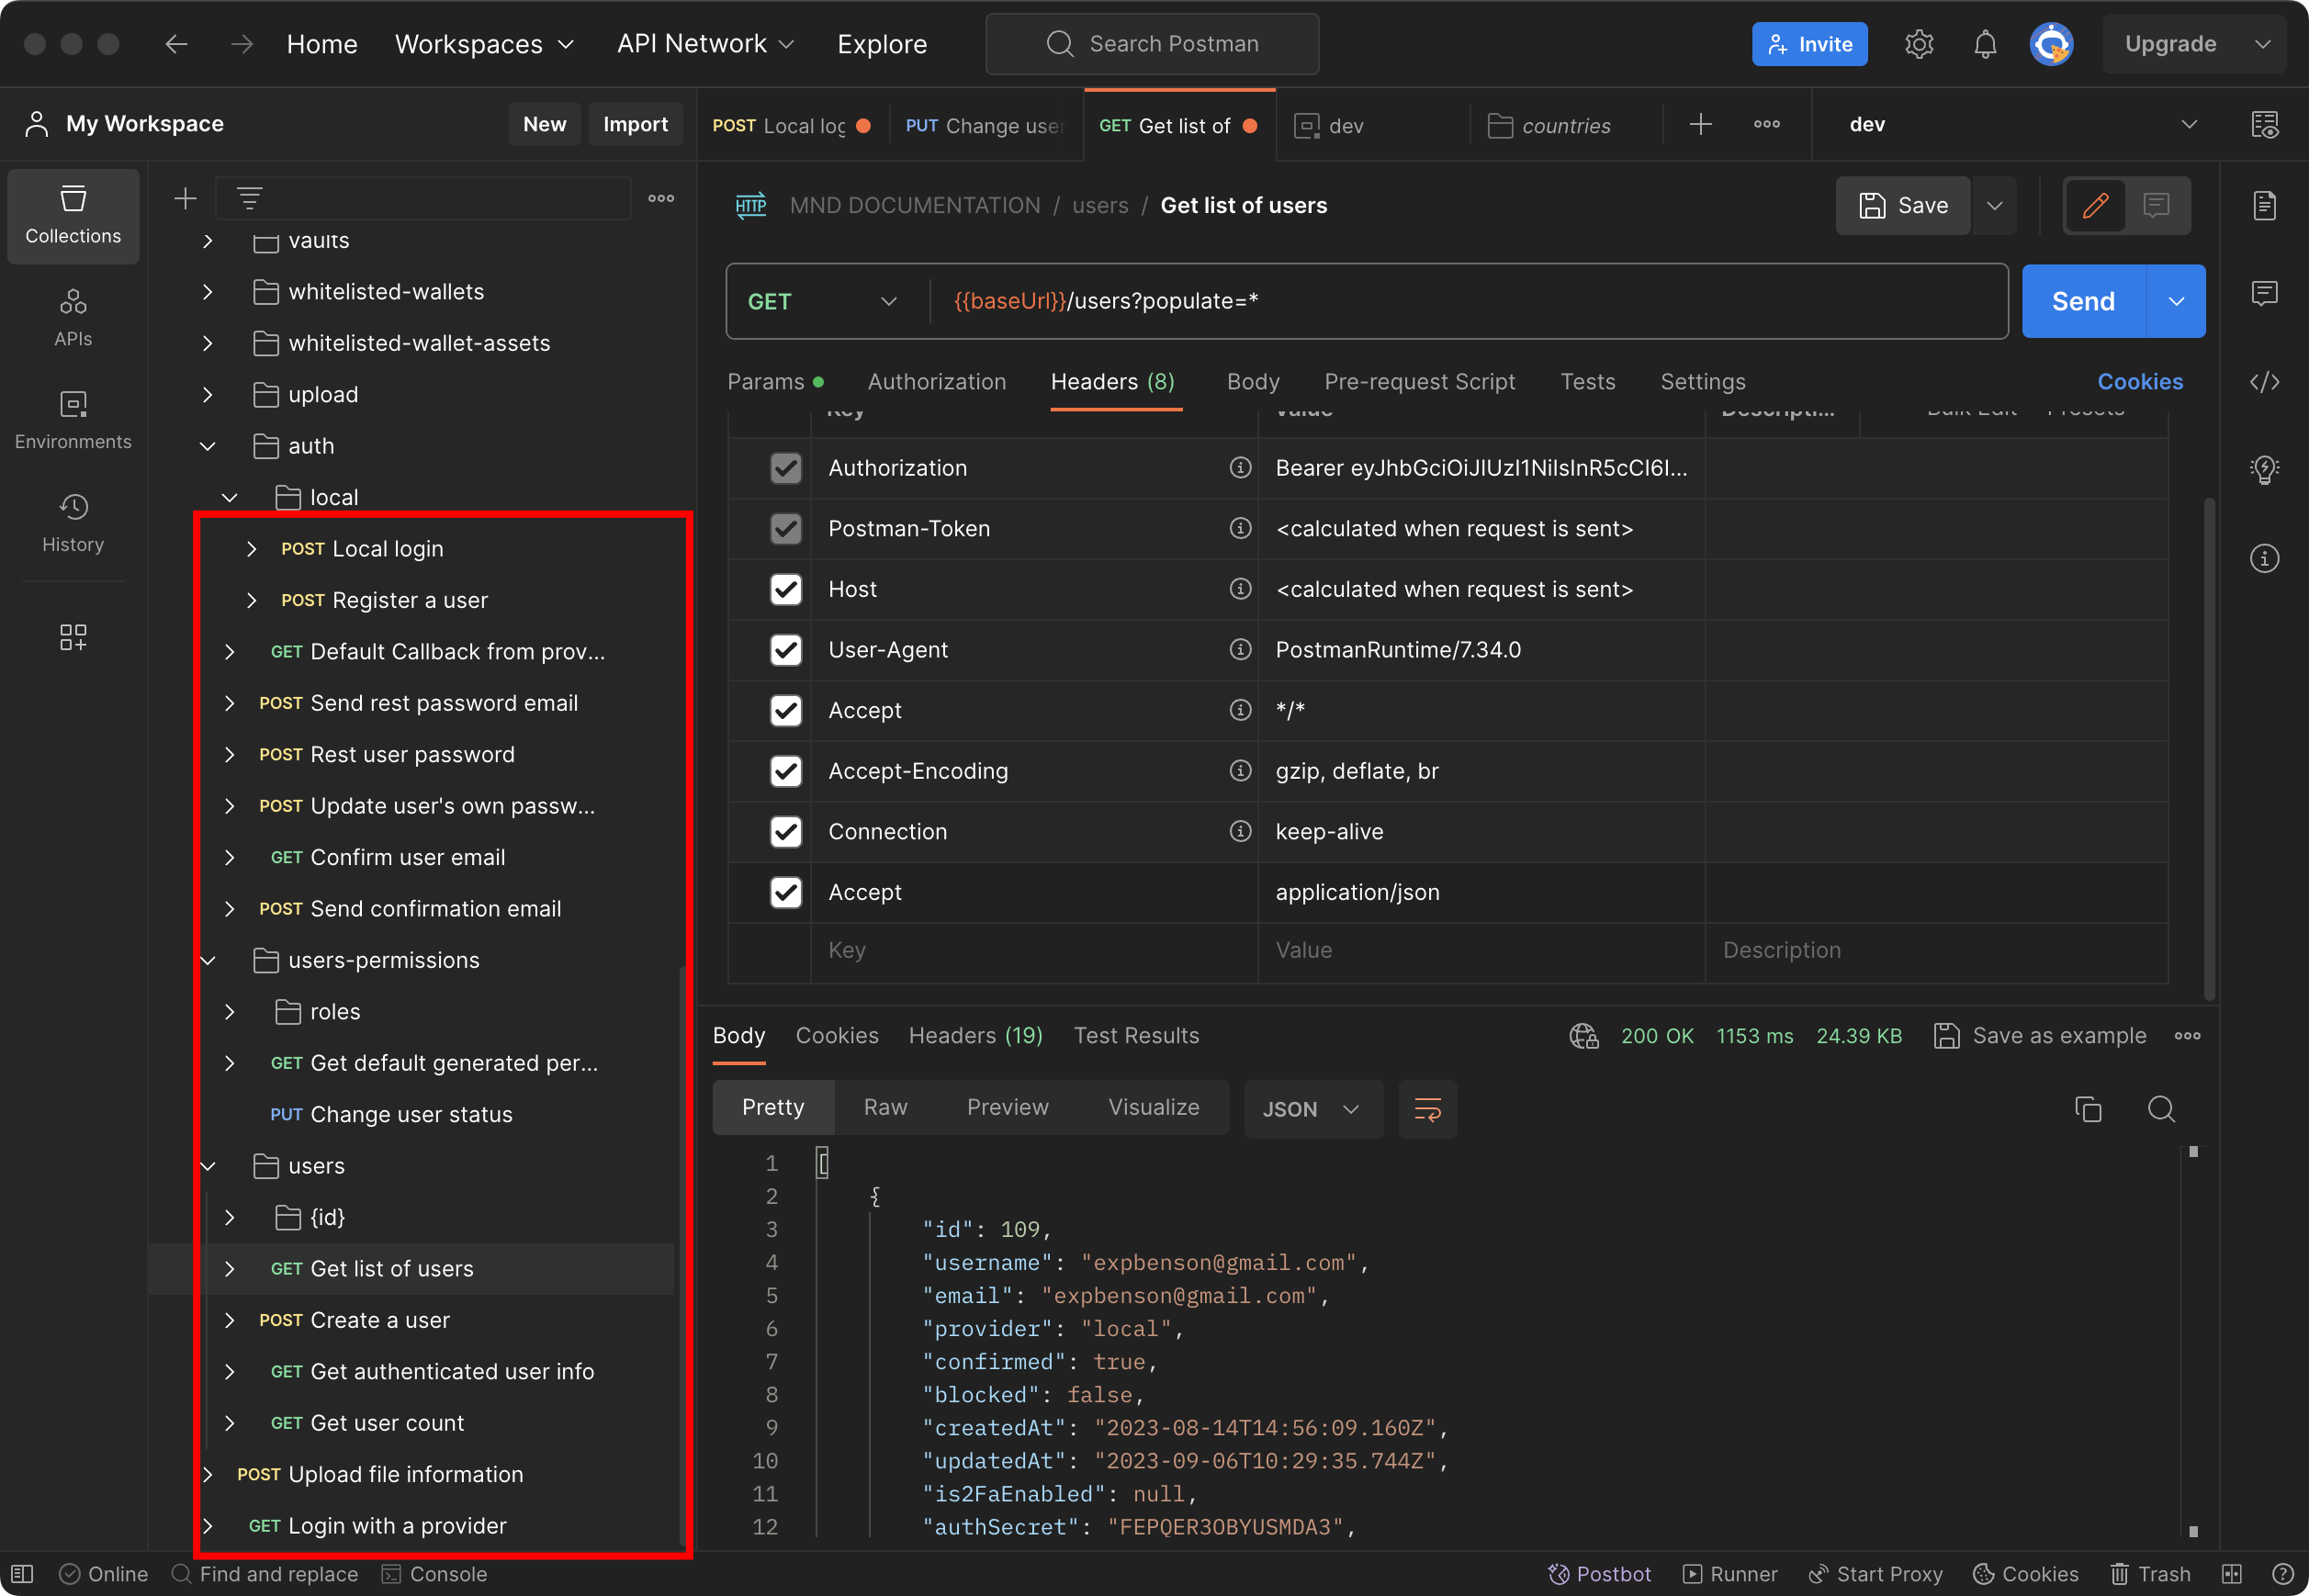 Home Workspaces API Network Explore Search Postman Invite Upgrade
My Workspace New Import
POST Local log PUT Change user GET Get list of dev countries dev
Collections
APIs
Environments
History
vaults
whitelisted-wallets
whitelisted-wallet-assets
upload
auth
local
POST Local login
POST Register a user
GET Default Callback from prov...
POST Send rest password email
POST Rest user password
POST Update user's own passw...
GET Confirm user email
POST Send confirmation email
users-permissions
roles
GET Get default generated per...
PUT Change user status
users
{id}
GET Get list of users
POST Create a user
GET Get authenticated user info
GET Get user count
POST Upload file information
GET Login with a provider
HTTP MND DOCUMENTATION / users / Get list of users Save
GET {{baseUrl}}/users?populate=* Send
Params Authorization Headers (8) Body Pre-request Script Tests Settings Cookies
Key Value Descripti... Bulk Edit Presets
Authorization Bearer eyJhbGciOiJIUzI1NiIsInR5cCI6I...
Postman-Token <calculated when request is sent>
Host <calculated when request is sent>
User-Agent PostmanRuntime/7.34.0
Accept */*
Accept-Encoding gzip, deflate, br
Connection keep-alive
Accept application/json
Key Value Description
Body Cookies Headers (19) Test Results 200 OK 1153 ms 24.39 KB Save as example
Pretty Raw Preview Visualize JSON
1 [
2 {
3 "id": 109,
4 "username": "expbenson@gmail.com",
5 "email": "expbenson@gmail.com",
6 "provider": "local",
7 "confirmed": true,
8 "blocked": false,
9 "createdAt": "2023-08-14T14:56:09.160Z",
10 "updatedAt": "2023-09-06T10:29:35.744Z",
11 "is2FaEnabled": null,
12 "authSecret": "FEPQER3OBYUSMDA3",
Online Find and replace Console Postbot Runner Start Proxy Cookies Trash